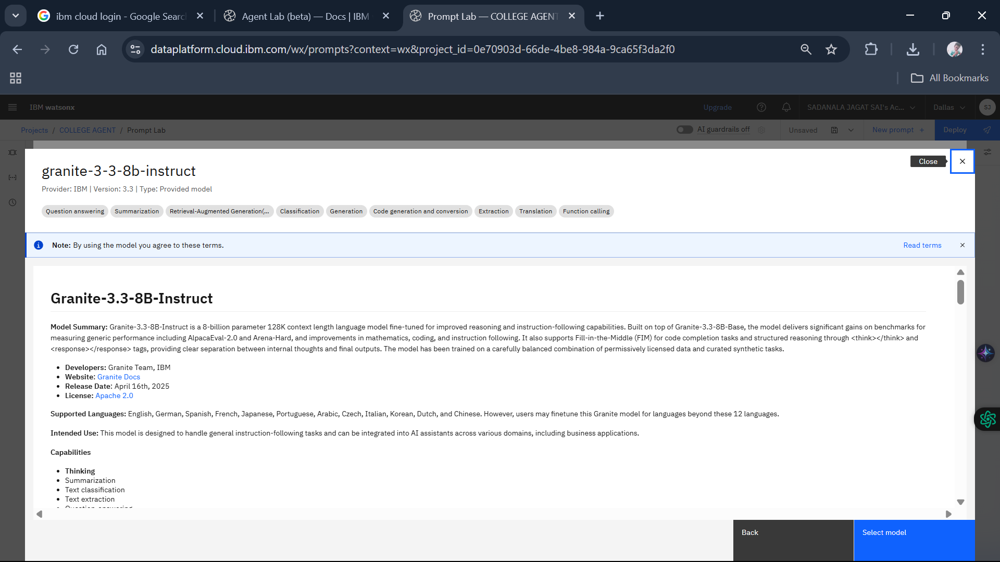 ibm cloud login - Google Searc
Agent Lab (beta) — Docs | IBM
Prompt Lab — COLLEGE AGENT
dataplatform.cloud.ibm.com/wx/prompts?context=wx&project_id=0e70903d-66de-4be8-984a-9ca65f3da2f0
All Bookmarks
IBM watsonx
Upgrade
SADANALA JAGAT SAI's Ac...
Dallas
SJ
Projects / COLLEGE AGENT / Prompt Lab
AI guardrails off
Unsaved
New prompt +
Deploy
Close
granite-3-3-8b-instruct
Provider: IBM | Version: 3.3 | Type: Provided model
Question answering Summarization Retrieval-Augmented Generation(... Classification Generation Code generation and conversion Extraction Translation Function calling
Note: By using the model you agree to these terms.
Read terms
Granite-3.3-8B-Instruct
Model Summary: Granite-3.3-8B-Instruct is a 8-billion parameter 128K context length language model fine-tuned for improved reasoning and instruction-following capabilities. Built on top of Granite-3.3-8B-Base, the model delivers significant gains on benchmarks for
measuring generic performance including AlpacaEval-2.0 and Arena-Hard, and improvements in mathematics, coding, and instruction following. It also supports Fill-in-the-Middle (FIM) for code completion tasks and structured reasoning through <think></think> and
<response></response> tags, providing clear separation between internal thoughts and final outputs. The model has been trained on a carefully balanced combination of permissively licensed data and curated synthetic tasks.
• Developers: Granite Team, IBM
• Website: Granite Docs
• Release Date: April 16th, 2025
• License: Apache 2.0
Supported Languages: English, German, Spanish, French, Japanese, Portuguese, Arabic, Czech, Italian, Korean, Dutch, and Chinese. However, users may finetune this Granite model for languages beyond these 12 languages.
Intended Use: This model is designed to handle general instruction-following tasks and can be integrated into AI assistants across various domains, including business applications.
Capabilities
• Thinking
• Summarization
• Text classification
• Text extraction
• Question-answering
Back
Select model